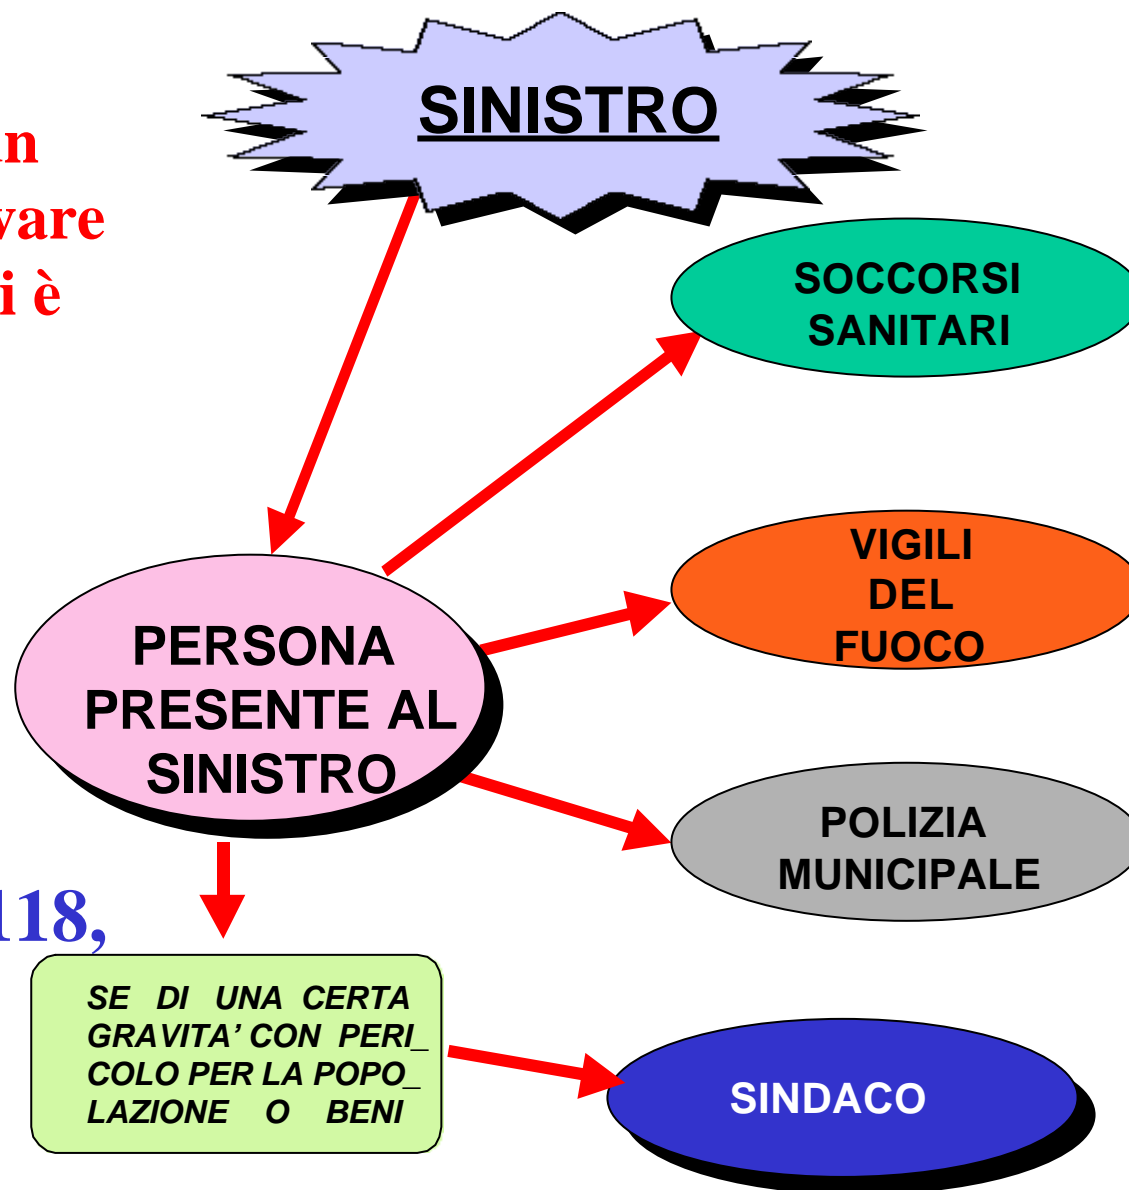 SINISTRO
è
SOCCORSI
SANITARI
VIGILI
DEL
FUOCO
PERSONA
PRESENTE AL
SINISTRO
POLIZIA
MUNICIPALE
118,
SE DI UNA CERTA
GRAVITA’ CON PERI_
COLO PER LA POPO_
LAZIONE O BENI
SINDACO